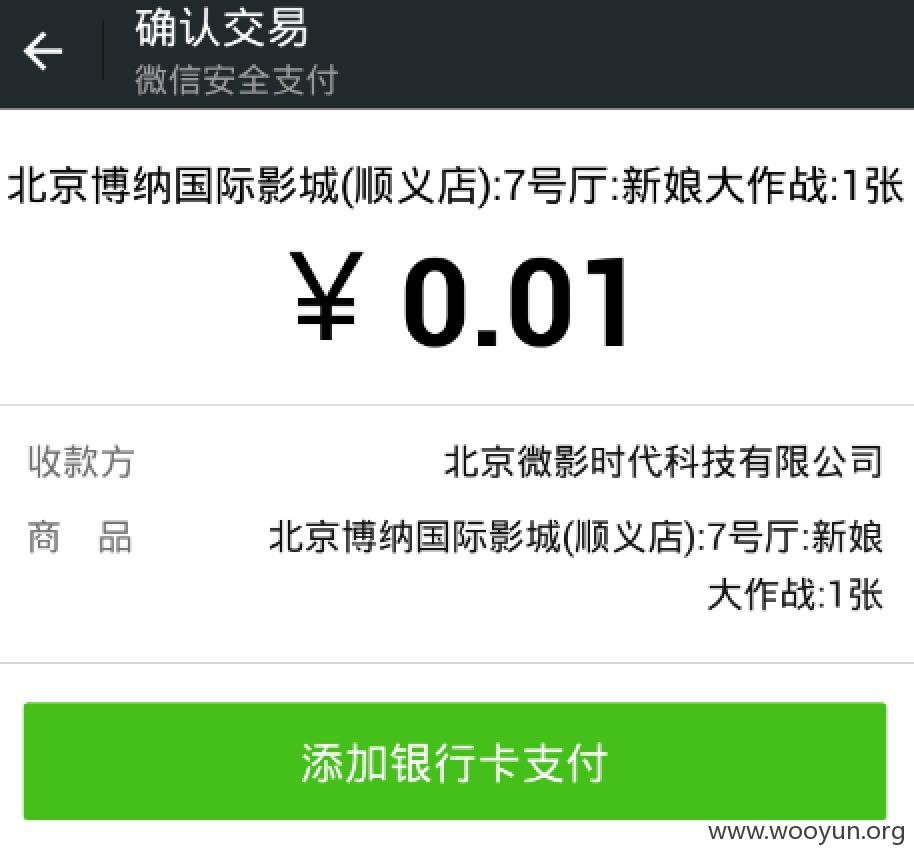 确认交易
微信安全支付
北京博纳国际影城(顺义店):7号厅:新娘大作战:1张
¥ 0.01
收款方 北京微影时代科技有限公司
商 品 北京博纳国际影城(顺义店):7号厅:新娘
大作战:1张
添加银行卡支付
www.wooyun.org